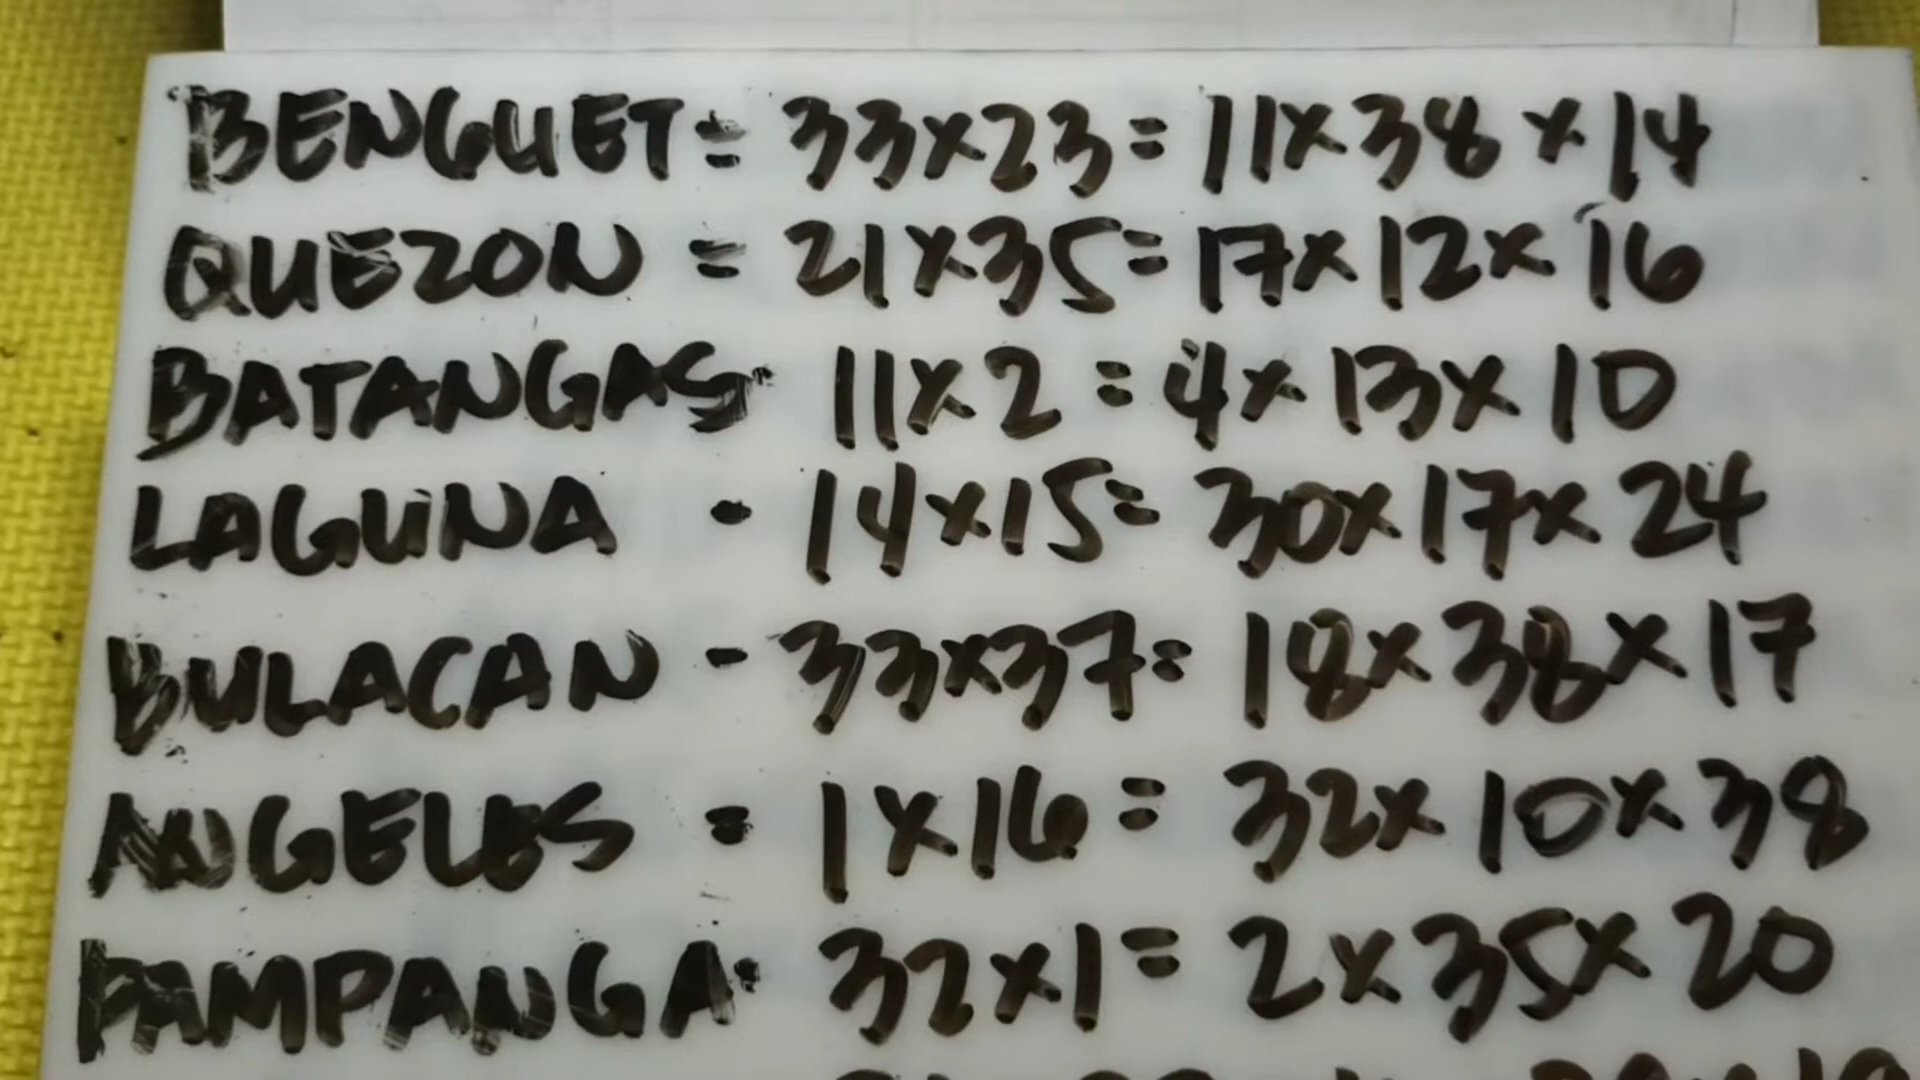 BENGUET = 33x23 = 11x38x14
QUEZON = 21x35 = 17x12x16
BATANGAS - 11x2 = 4x13x10
LAGUNA - 14x15 = 30x17x24
BULACAN - 33x37 = 18x38x17
ANGELES - 1x16 = 32x10x38
PAMPANGA - 32x1 = 2x35x20